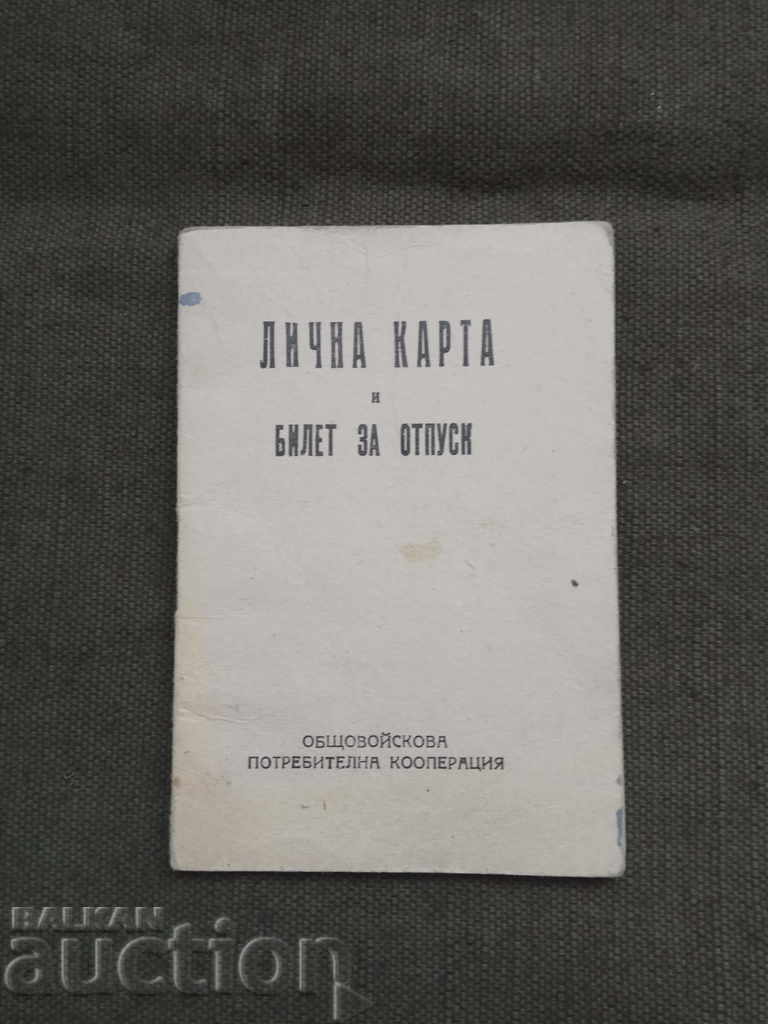 ЛИЧНА КАРТА
и
БИЛЕТ ЗА ОТПУСК
ОБЩОВОЙСКОВА
ПОТРЕБИТЕЛНА КООПЕРАЦИЯ
BALKAN
auction